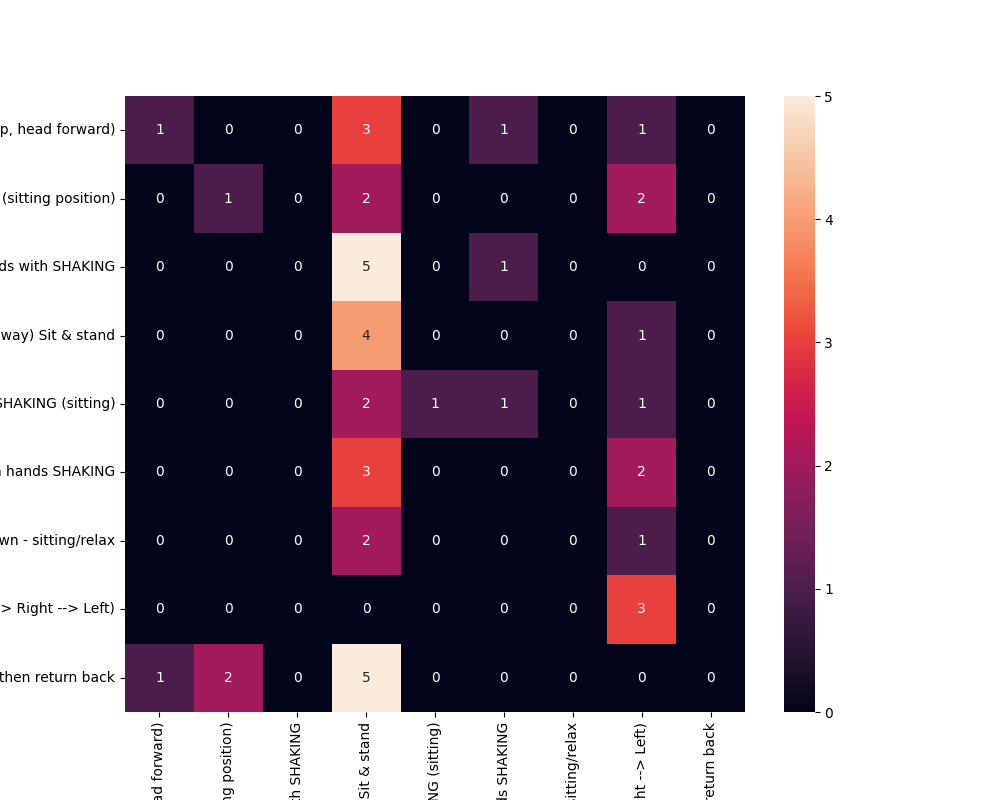 p, head forward) 1 0 0 3 0 1 0 1 0
(sitting position) 0 1 0 2 0 0 0 2 0
ds with SHAKING 0 0 0 5 0 1 0 0 0
way) Sit & stand 0 0 0 4 0 0 0 1 0
SHAKING (sitting) 0 0 0 2 1 1 0 1 0
hands SHAKING 0 0 0 3 0 0 0 2 0
wn - sitting/relax 0 0 0 2 0 0 0 1 0
> Right --> Left) 0 0 0 0 0 0 0 3 0
then return back 1 2 0 5 0 0 0 0 0
ad forward)
ng position)
th SHAKING
Sit & stand
NG (sitting)
ds SHAKING
sitting/relax
ht --> Left)
return back
5
4
3
2
1
0